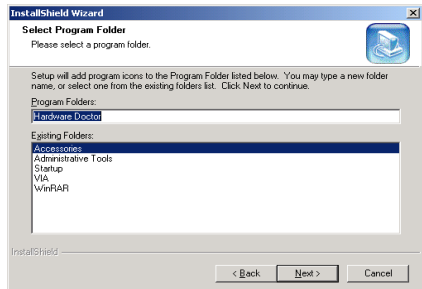 InstallShield Wizard
Select Program Folder
Please select a program folder.
Setup will add program icons to the Program Folder listed below. You may type a new folder
name, or select one from the existing folders list. Click Next to continue.
Program Folders:
Hardware Doctor
Existing Folders:
Accessories
Administrative Tools
Startup
VIA
WinRAR
InstallShield
< Back
Next >
Cancel